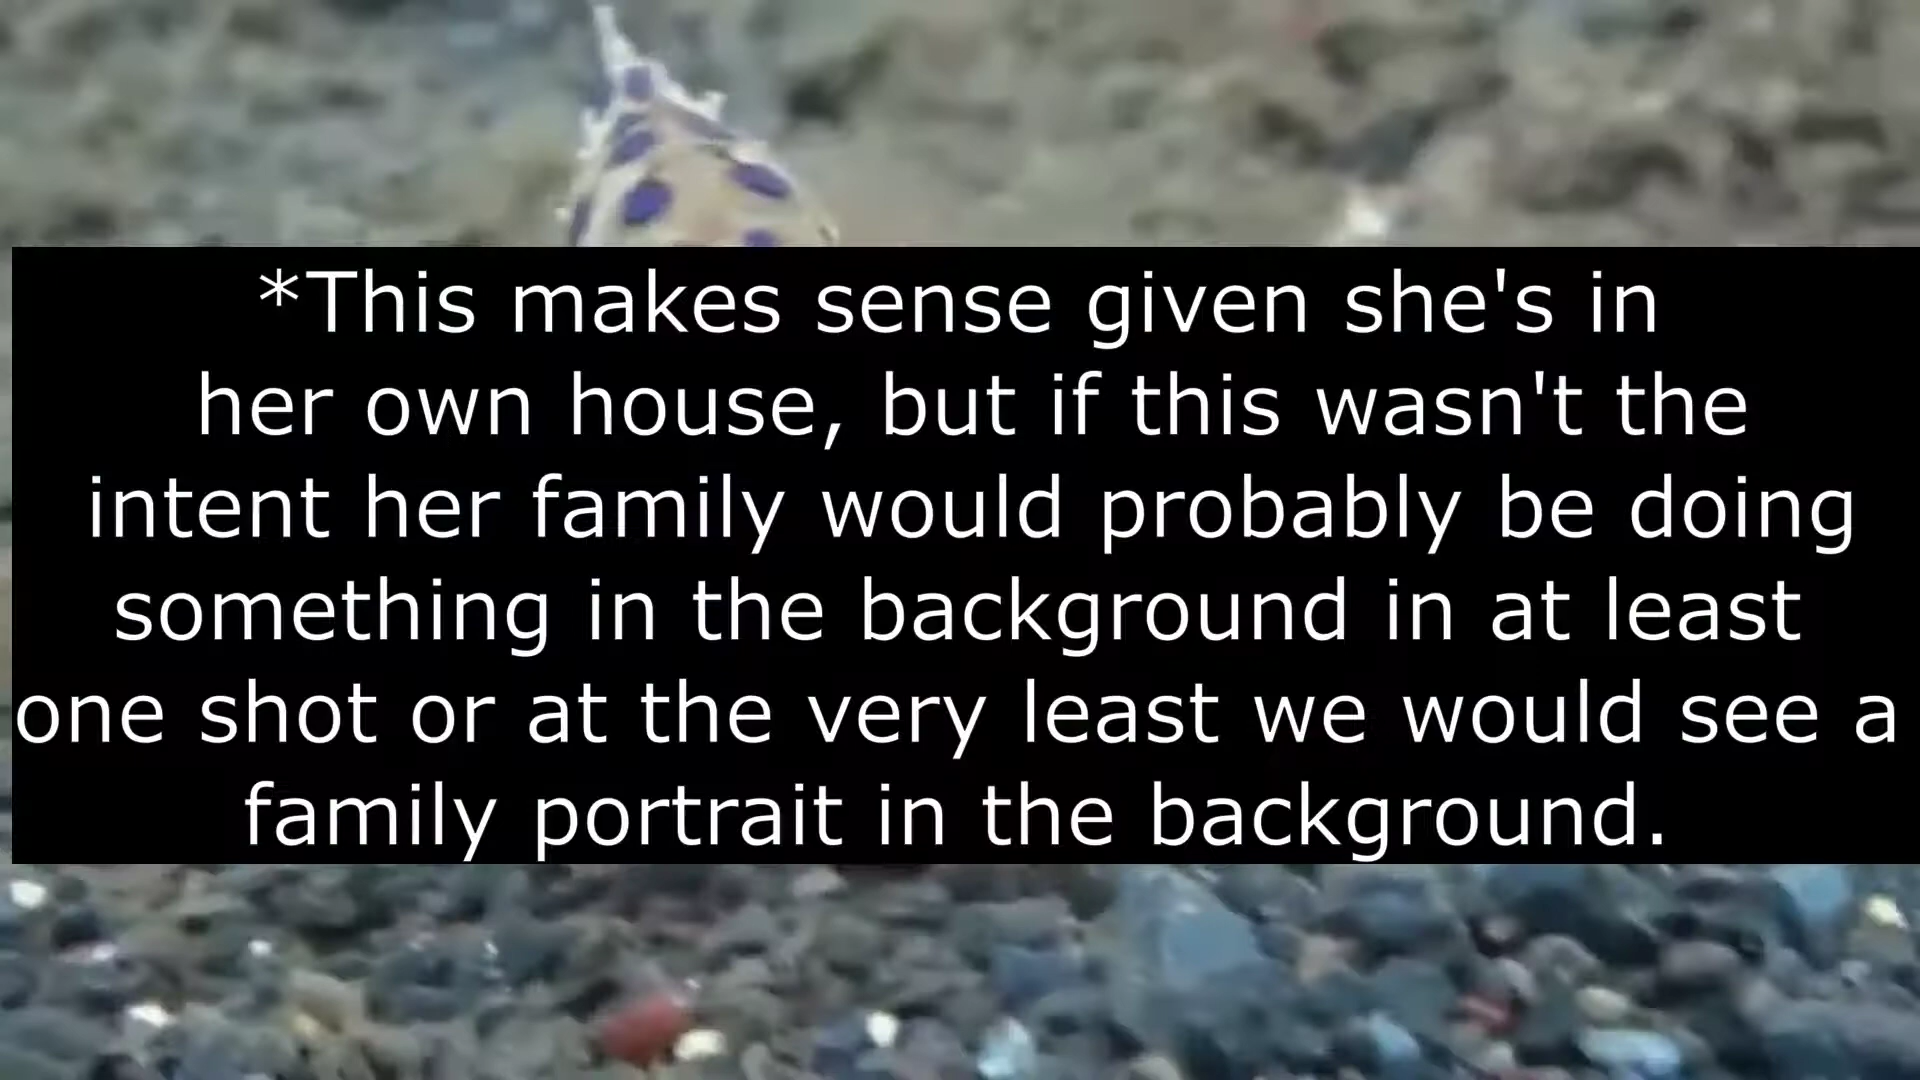 *This makes sense given she's in
her own house, but if this wasn't the
intent her family would probably be doing
something in the background in at least
one shot or at the very least we would see a
family portrait in the background.